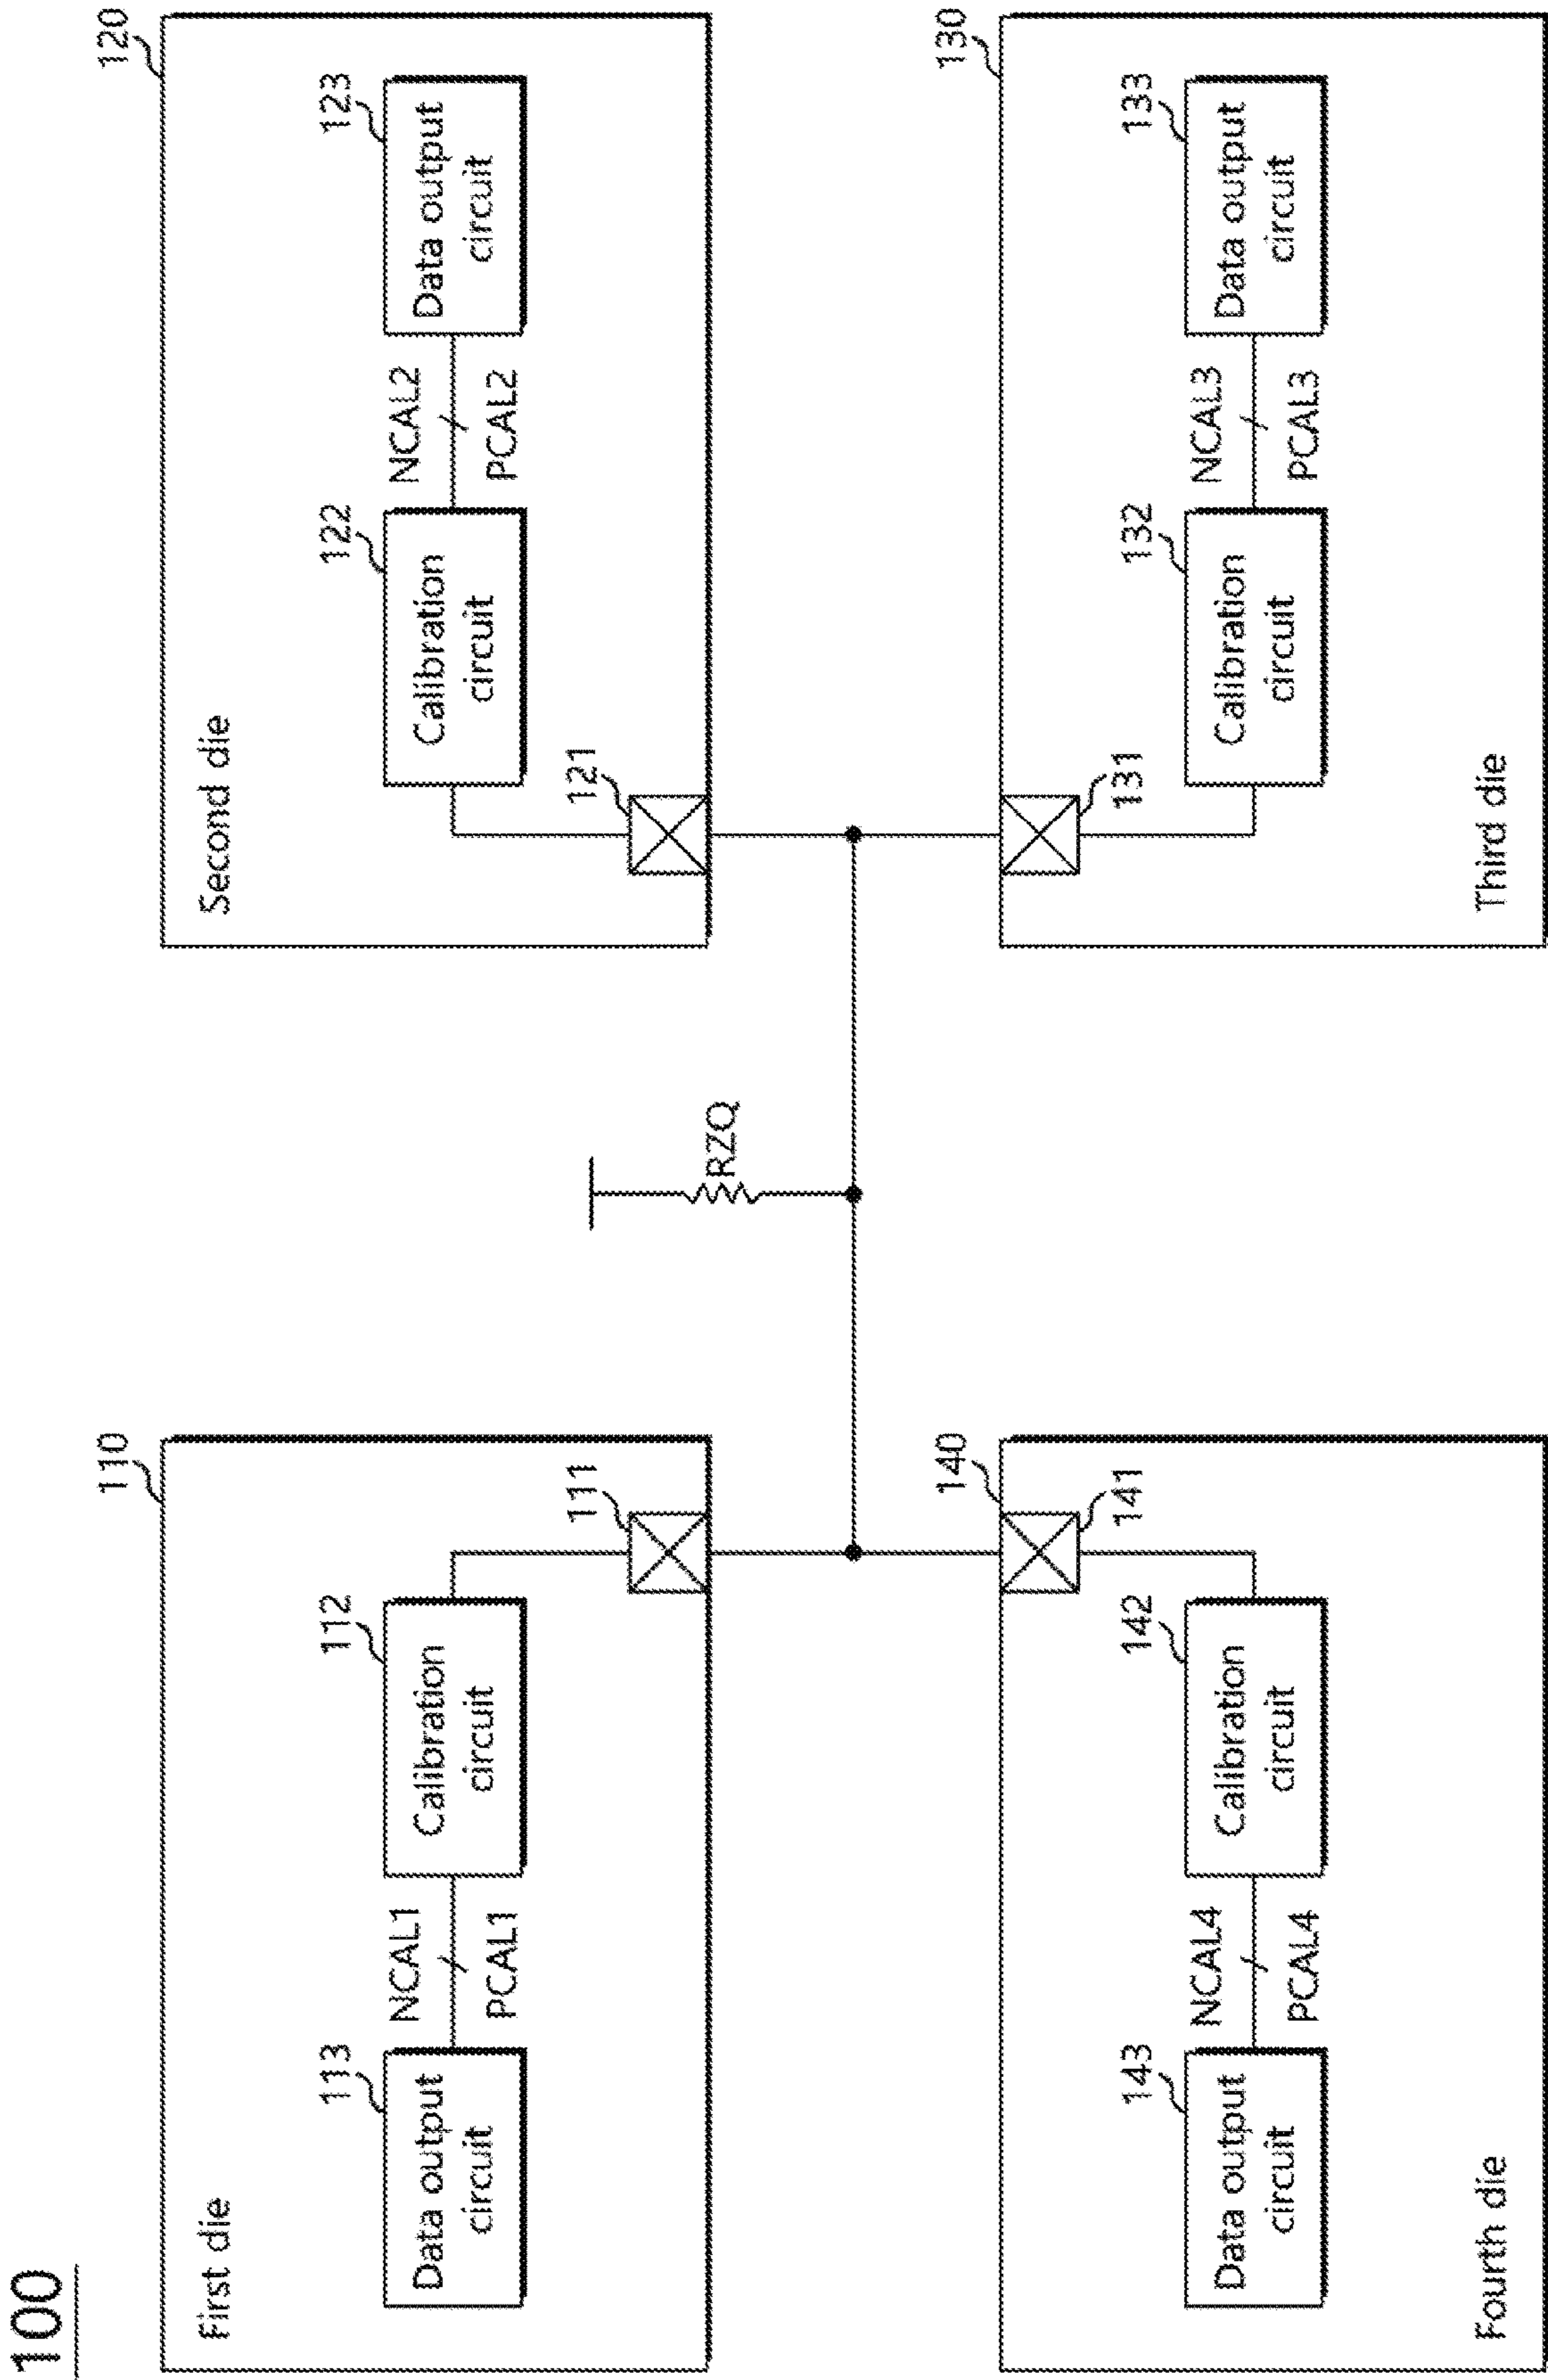 100
110
First die
113
Data output
circuit
NCAL1
PCAL1
112
Calibration
circuit
111
120
Second die
121
122
Calibration
circuit
NCAL2
PCAL2
123
Data output
circuit
RZQ
140
141
143
Data output
circuit
NCAL4
PCAL4
142
Calibration
circuit
Fourth die
130
131
132
Calibration
circuit
NCAL3
PCAL3
133
Data output
circuit
Third die